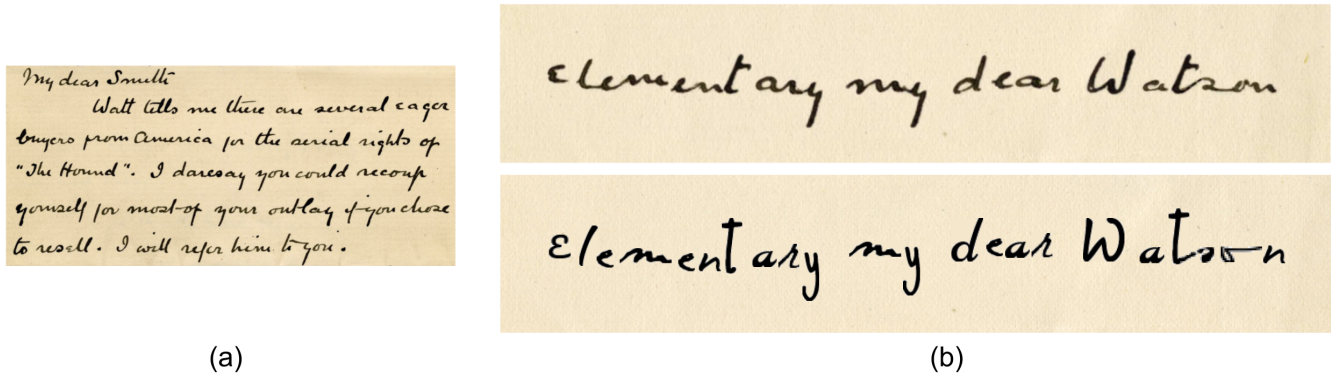 My dear Smith
Watt tells me there are several eager
buyers from America for the serial rights of
"The Hound". I daresay you could recoup
yourself for most of your outlay if you chose
to resell. I will refer him to you.
(a)
Elementary my dear Watson
Elementary my dear Watson
(b)